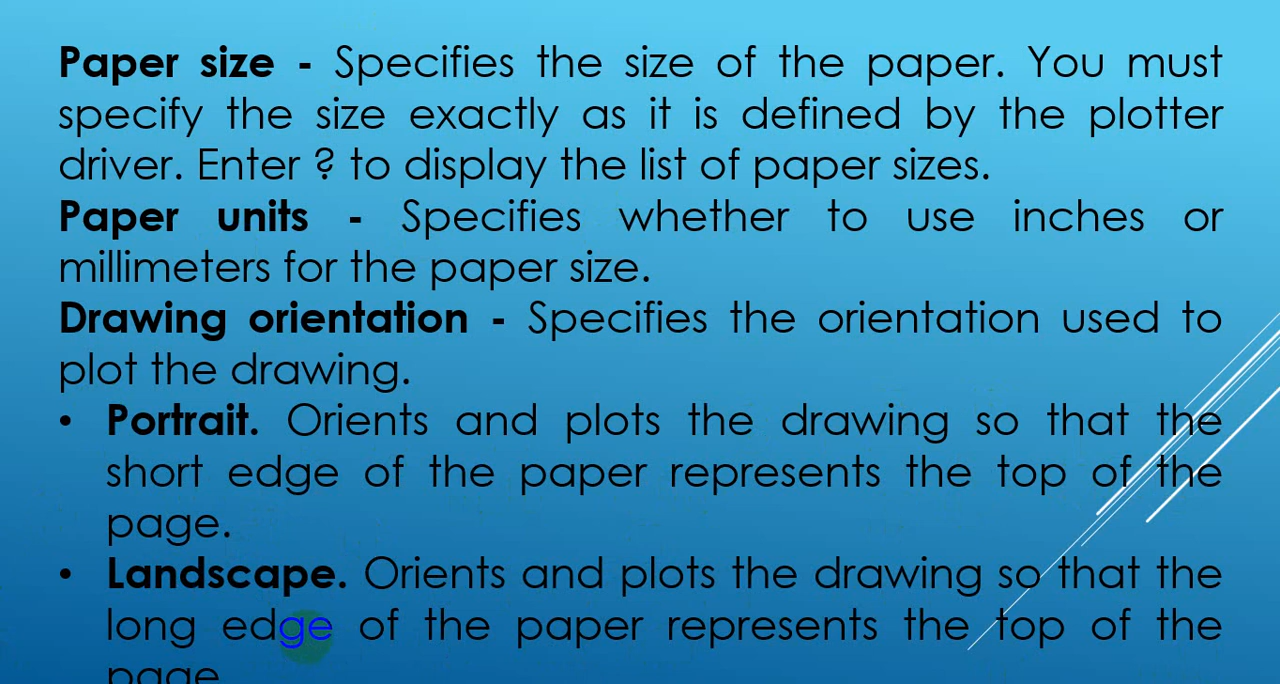 Paper size - Specifies the size of the paper. You must
specify the size exactly as it is defined by the plotter
driver. Enter ? to display the list of paper sizes.
Paper units - Specifies whether to use inches or
millimeters for the paper size.
Drawing orientation - Specifies the orientation used to
plot the drawing.
• Portrait. Orients and plots the drawing so that the
short edge of the paper represents the top of the
page.
• Landscape. Orients and plots the drawing so that the
long edge of the paper represents the top of the
page